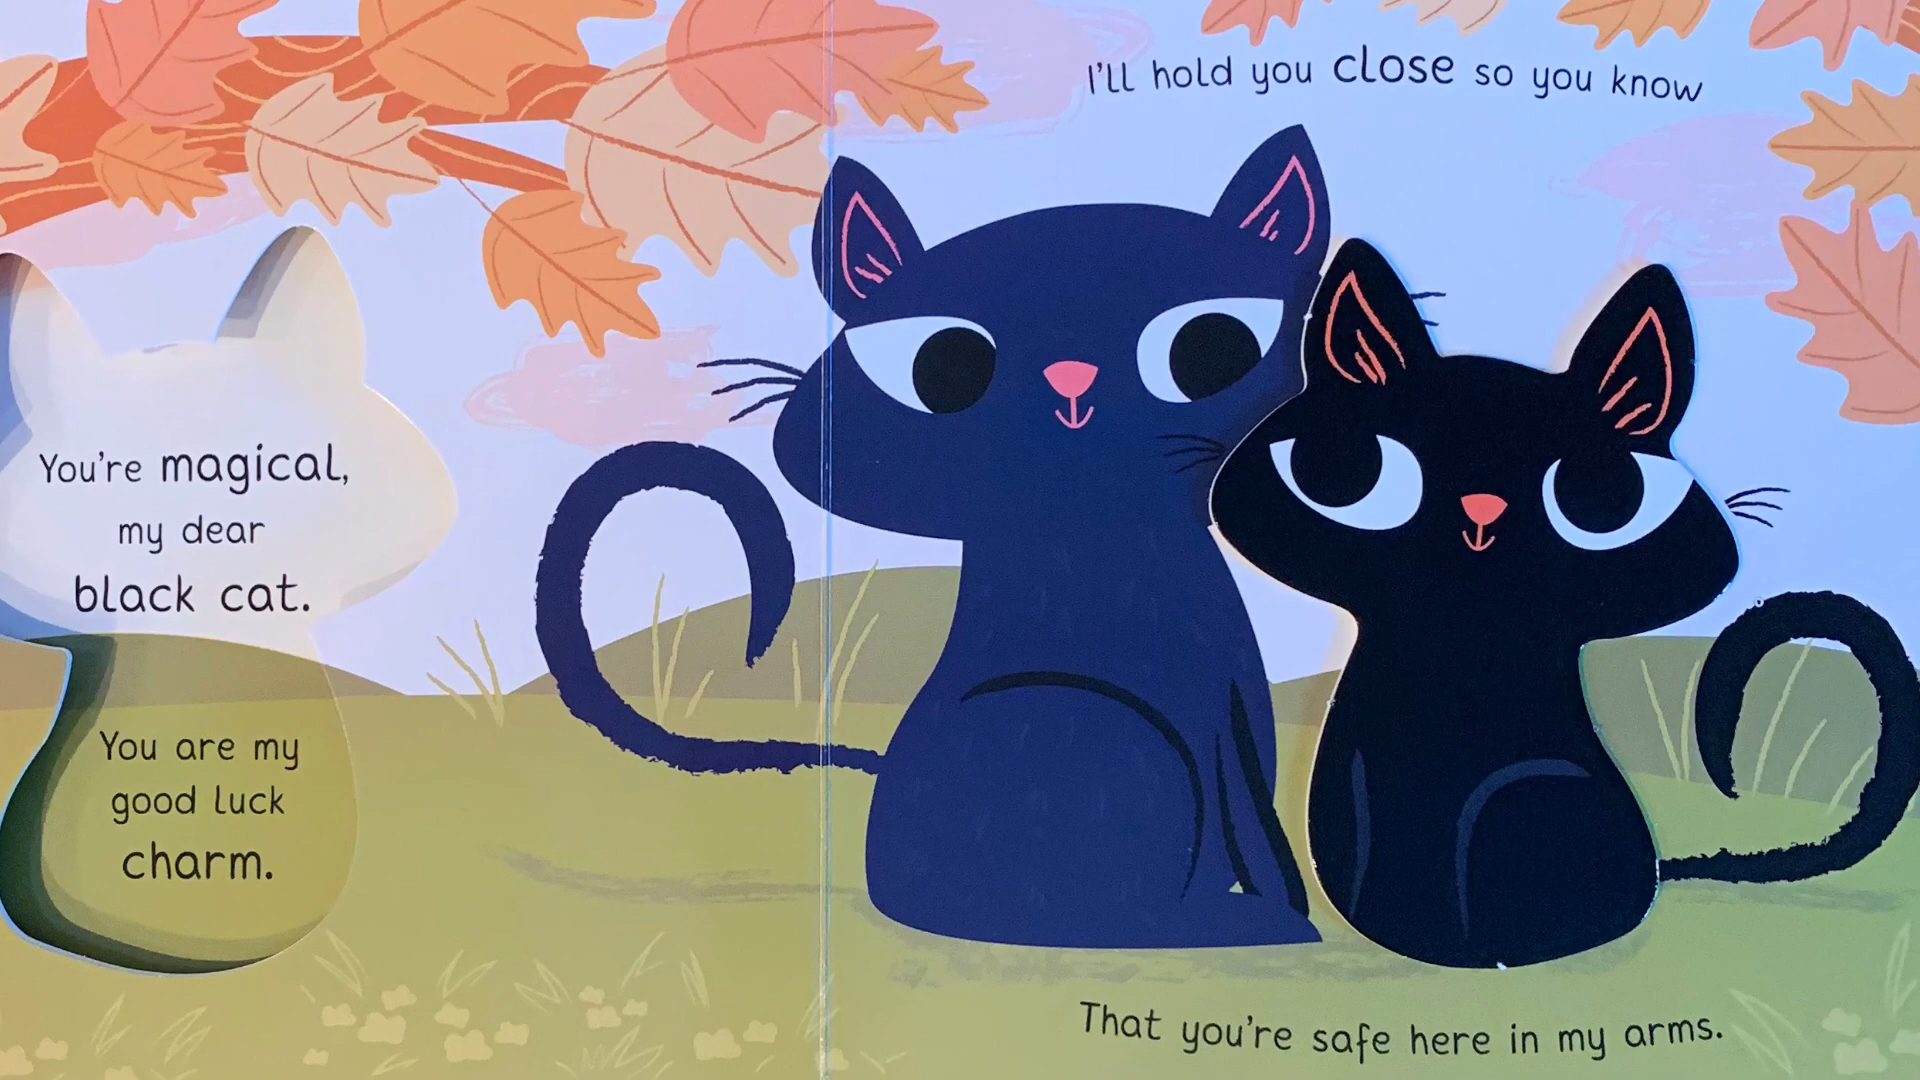 You're magical,
my dear
black cat.
You are my
good luck
charm.
I'll hold you close so you know
That you're safe here in my arms.